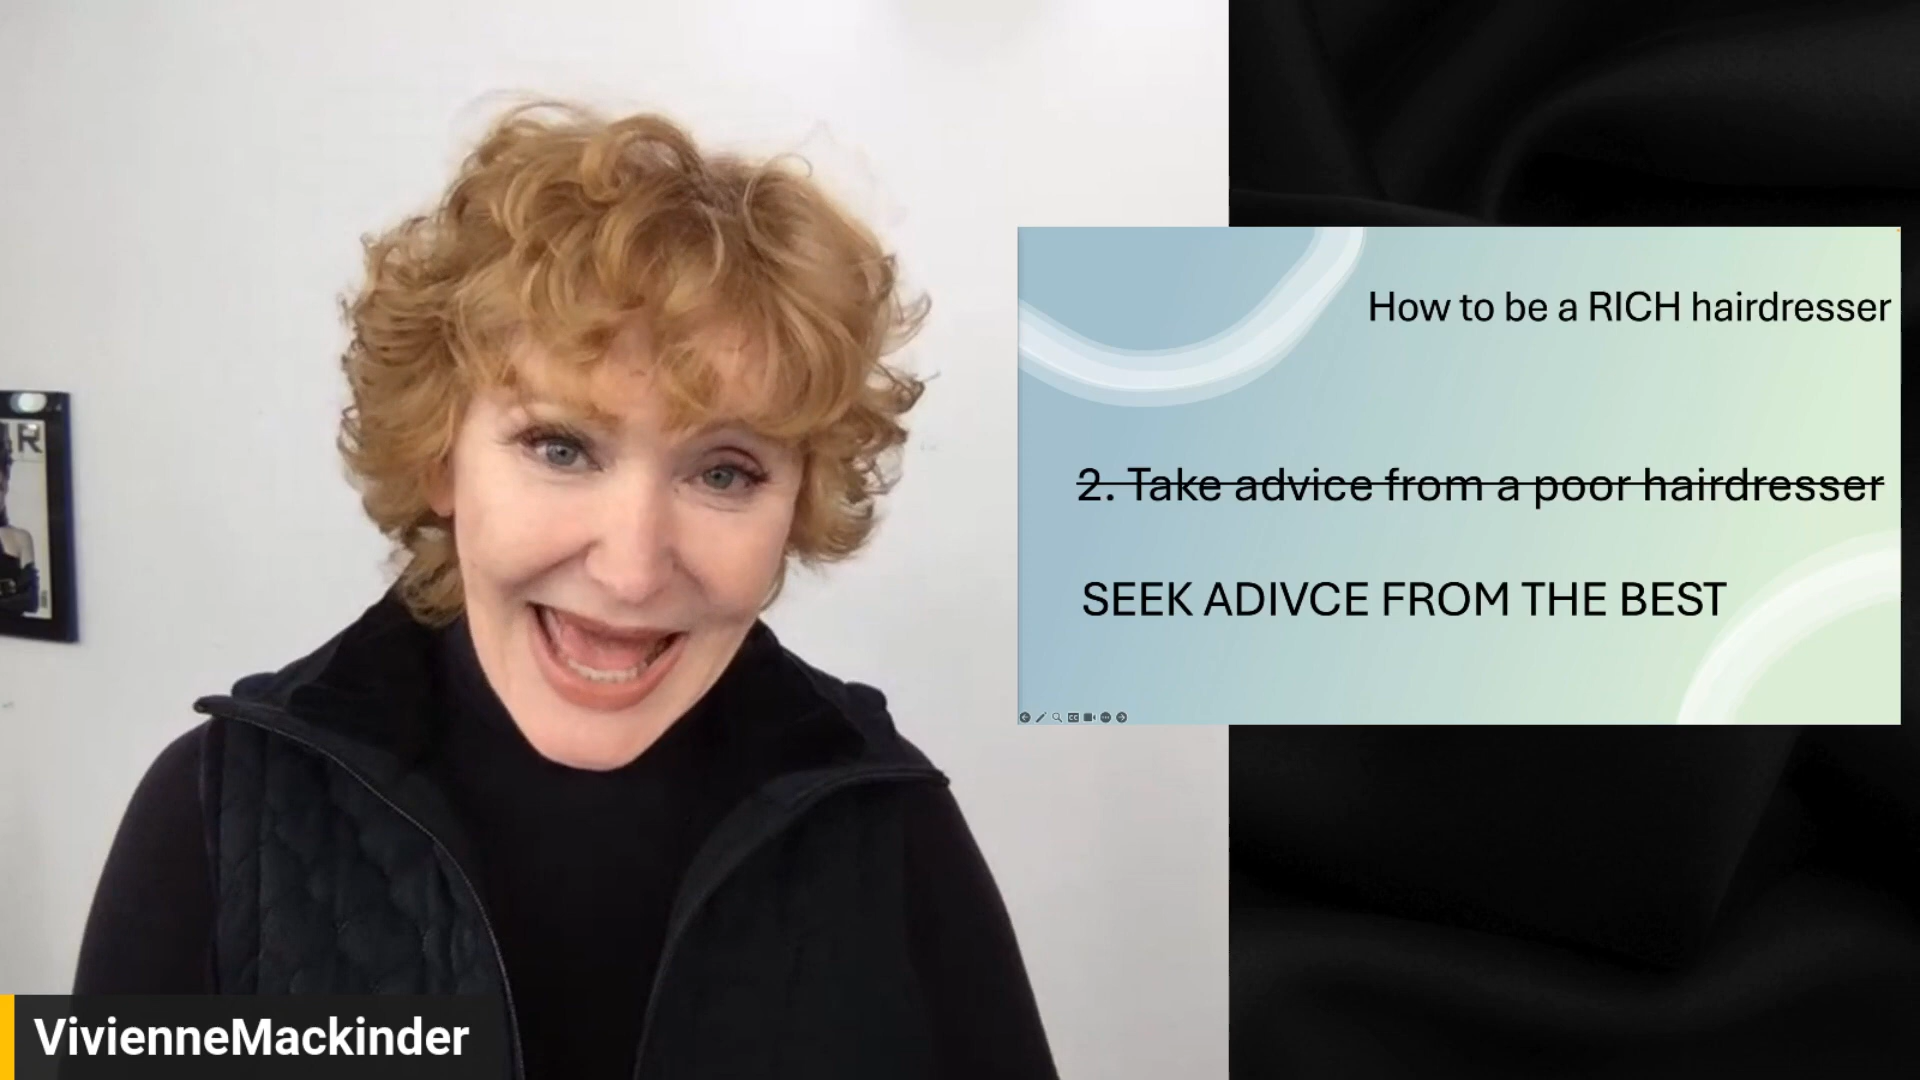 R
How to be a RICH hairdresser
2. Take advice from a poor hairdresser
SEEK ADIVCE FROM THE BEST
VivienneMackinder